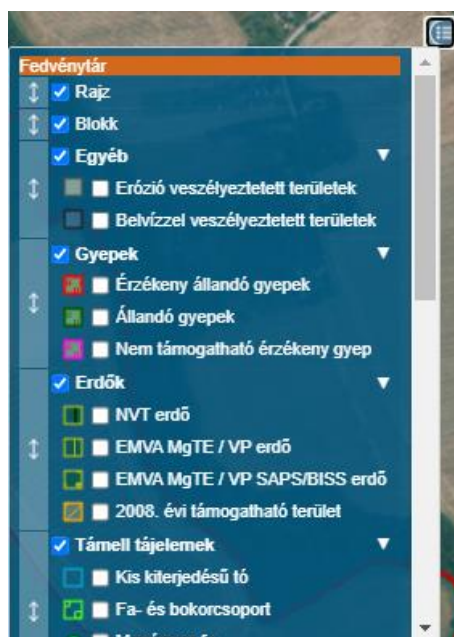 Fedvénytár
Rajz
Blokk
Egyéb
Erózió veszélyeztetett területek
Belvízzel veszélyeztetett területek
Gyepek
Érzékeny állandó gyepek
Állandó gyepek
Nem támogatható érzékeny gyep
Erdők
NVT erdő
EMVA MgTE / VP erdő
EMVA MgTE / VP SAPS/BISS erdő
2008. évi támogatható terület
Támell tájelemek
Kis kiterjedésű tó
Fa- és bokorcsoport